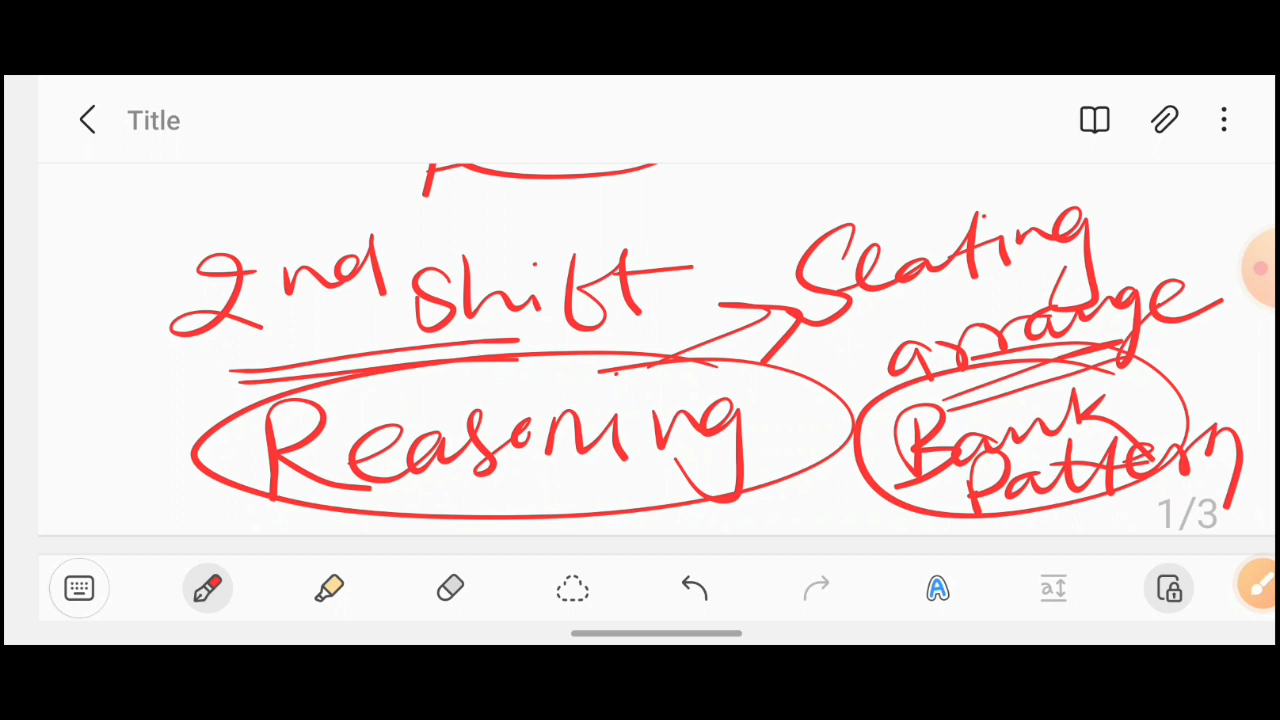 Title
2nd shift
Seating
arrange
Reasoning
Bank
Pattern
1/3